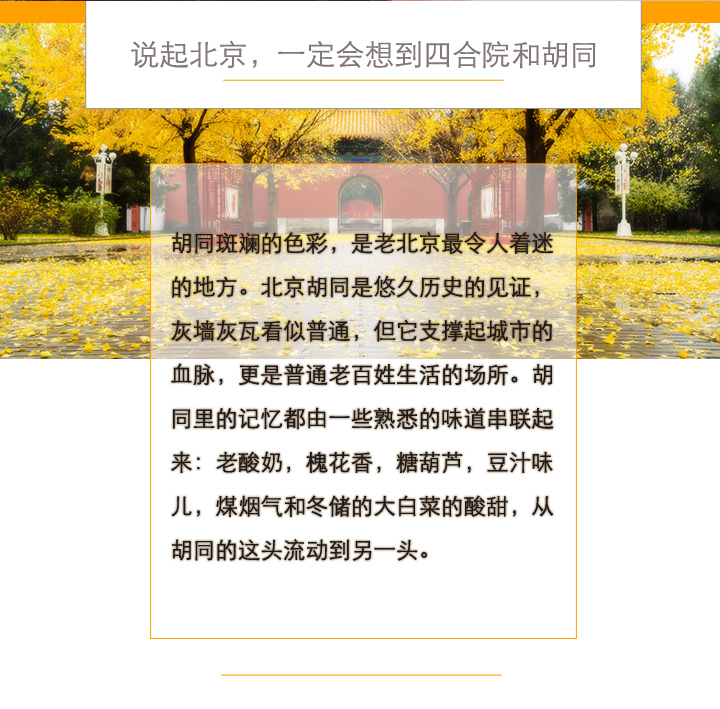 说起北京，一定会想到四合院和胡同
胡同斑斓的色彩，是老北京最令人着迷
的地方。北京胡同是悠久历史的见证，
灰墙灰瓦看似普通，但它支撑起城市的
血脉，更是普通老百姓生活的场所。胡
同里的记忆都由一些熟悉的味道串联起
来：老酸奶，槐花香，糖葫芦，豆汁味
儿，煤烟气和冬储的大白菜的酸甜，从
胡同的这头流动到另一头。